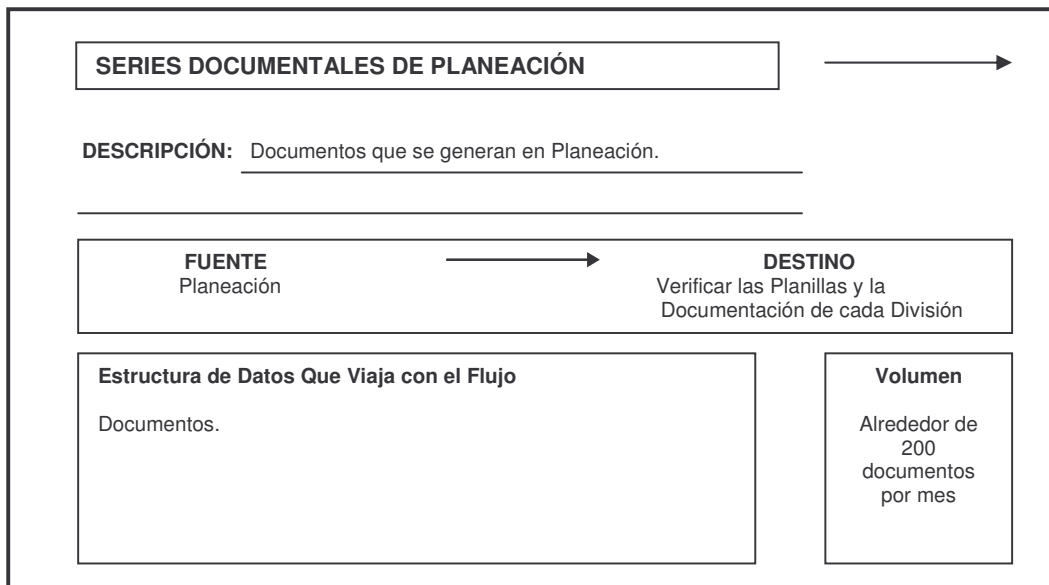 SERIES DOCUMENTALES DE PLANEACIÓN
DESCRIPCIÓN: Documentos que se generan en Planeación.
FUENTE
Planeación
DESTINO
Verificar las Planillas y la
Documentación de cada División
Estructura de Datos Que Viaja con el Flujo
Documentos.
Volumen
Alrededor de
200
documentos
por mes